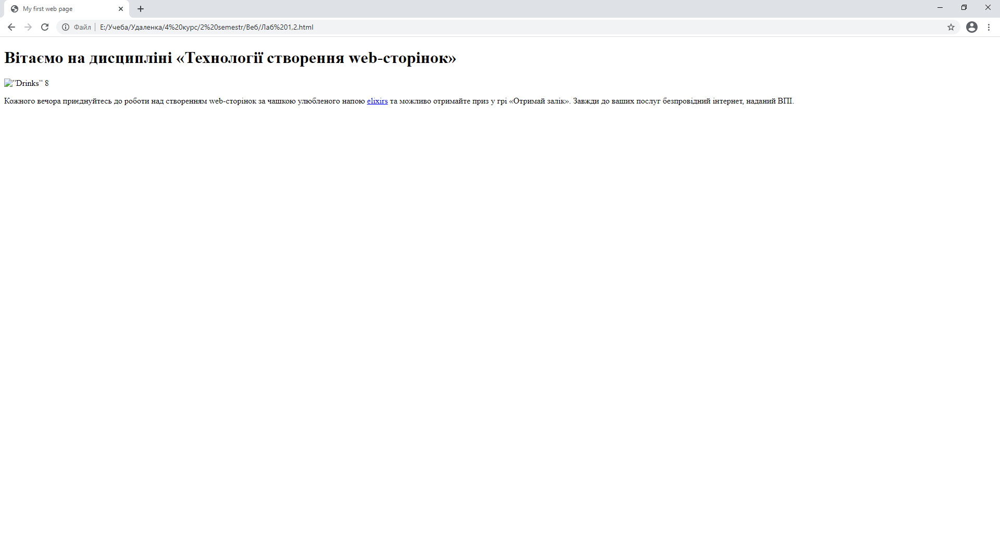 My first web page
Файл E:/Учеба/Удаленка/4%20курс/2%20semestr/Веб/Лаб%201,2.html
Вітаємо на дисципліні «Технології створення web-сторінок»
”Drinks” 8
Кожного вечора приєднуйтесь до роботи над створенням web-сторінок за чашкою улюбленого напою elixirs та можливо отримайте приз у грі «Отримай залік». Завжди до ваших послуг безпровідний інтернет, наданий ВПІ.